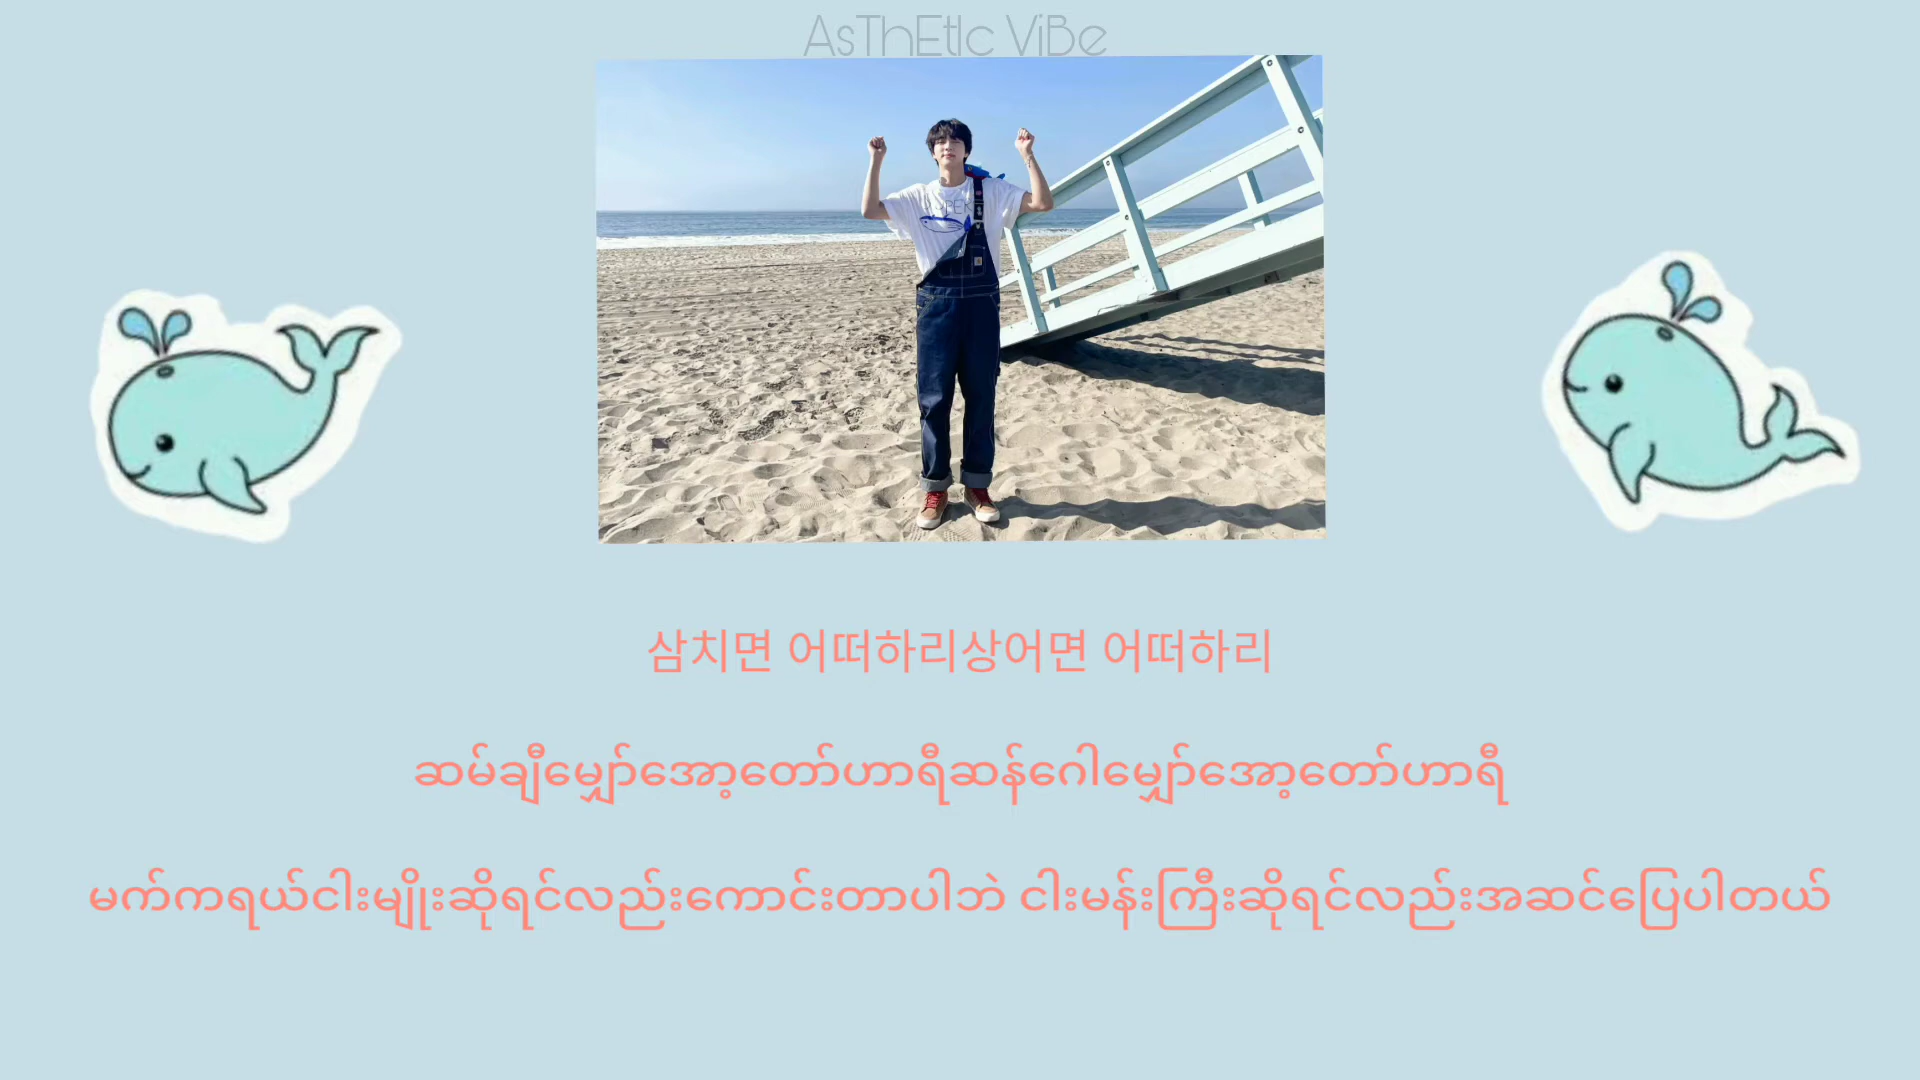 AsThEtIc ViBe
삼치면 어떠하리상어면 어떠하리
ဆမ်ချီမျှော်အော့တော်ဟာရီဆန်ဂေါမျှော်အော့တော်ဟာရီ
မက်ကရယ်ငါးမျိုးဆိုရင်လည်းကောင်းတာပါဘဲ ငါးမန်းကြီးဆိုရင်လည်းအဆင်ပြေပါတယ်